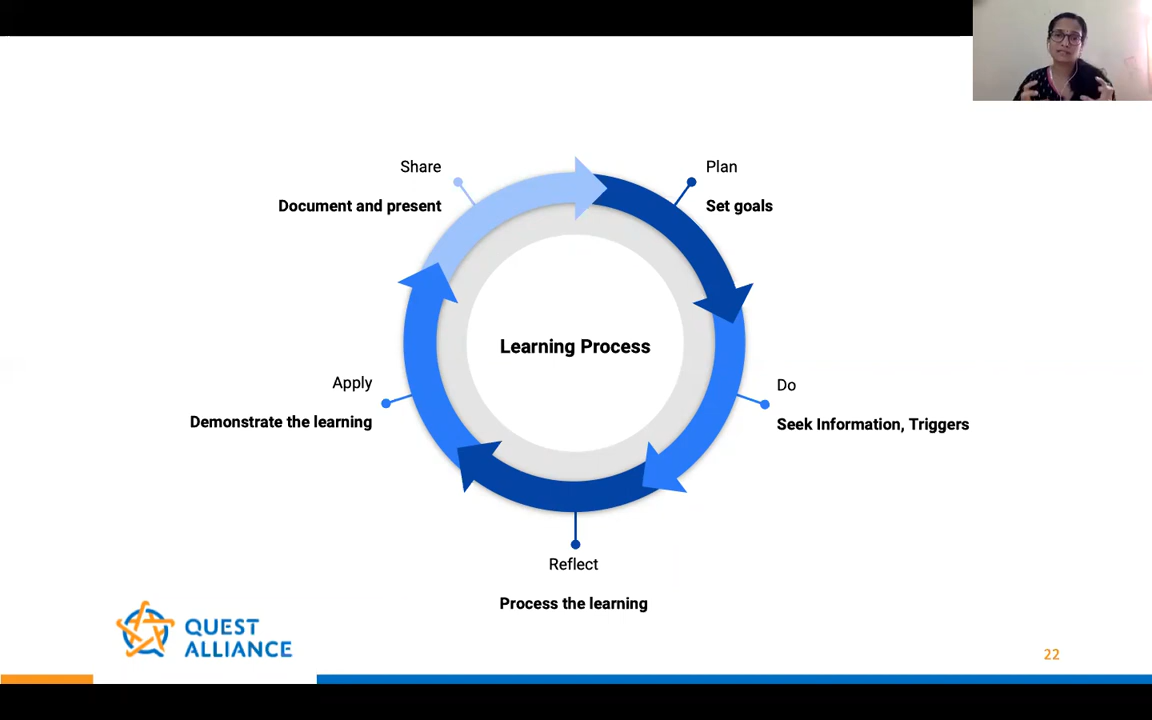 Share
Document and present
Plan
Set goals
Learning Process
Apply
Demonstrate the learning
Do
Seek Information, Triggers
Reflect
Process the learning
QUEST
ALLIANCE
22